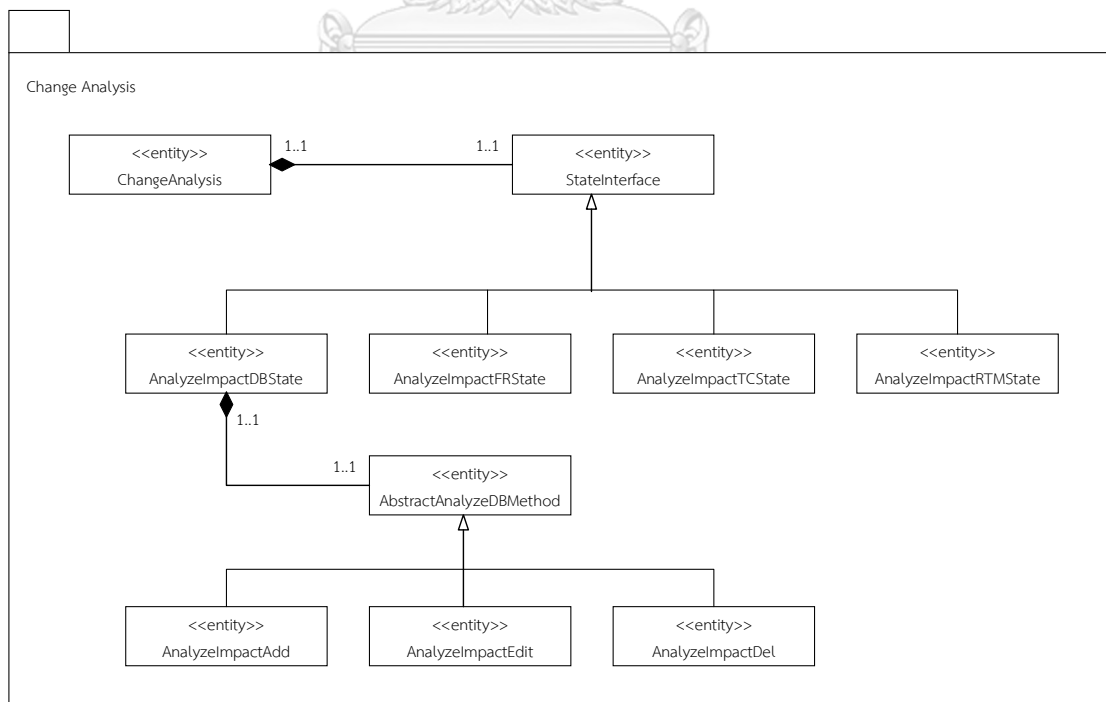 Change Analysis
<<entity>>
ChangeAnalysis
1..1
1..1
<<entity>>
StateInterface
<<entity>>
AnalyzeImpactDBState
<<entity>>
AnalyzeImpactFRState
<<entity>>
AnalyzeImpactTCState
<<entity>>
AnalyzeImpactRTMState
1..1
1..1
<<entity>>
AbstractAnalyzeDBMethod
<<entity>>
AnalyzeImpactAdd
<<entity>>
AnalyzeImpactEdit
<<entity>>
AnalyzeImpactDel